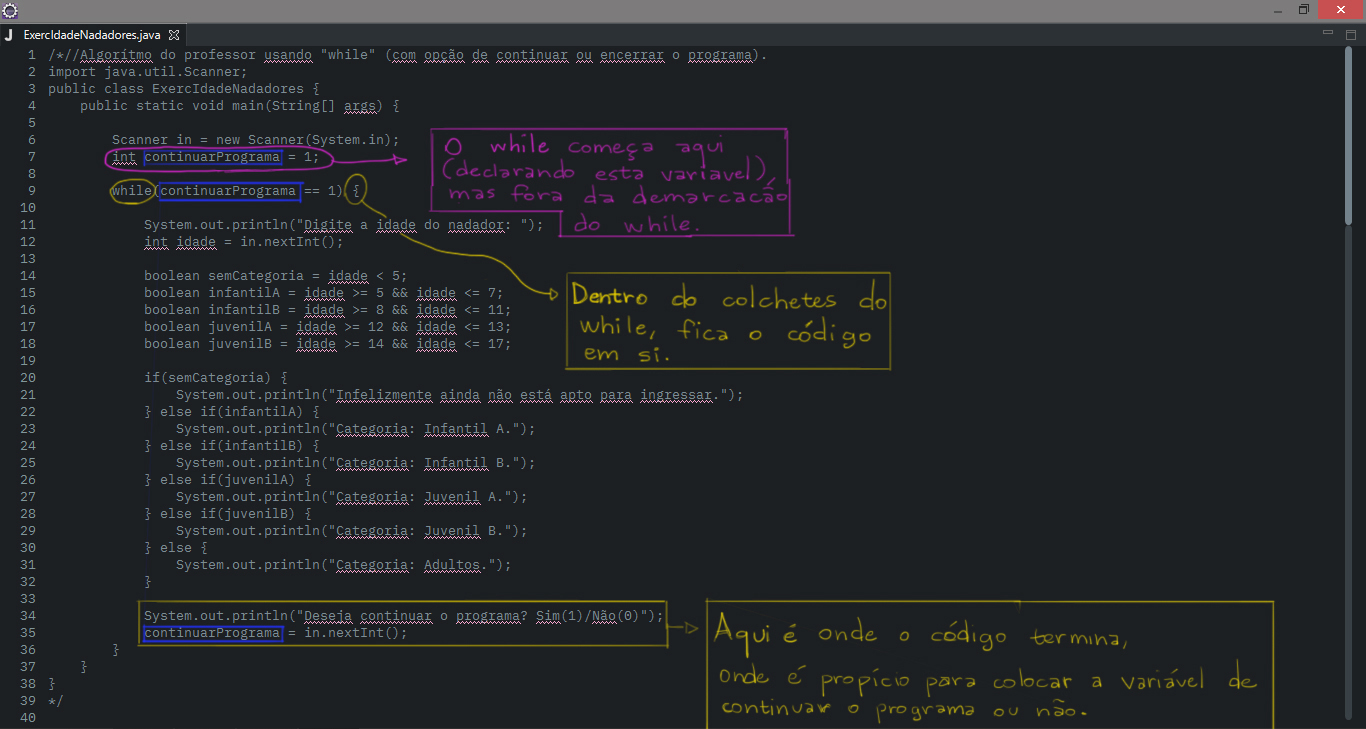 ExercIdadeNadadores.java
1 /*//Algorítmo do professor usando "while" (com opção de continuar ou encerrar o programa).
2 import java.util.Scanner;
3 public class ExercIdadeNadadores {
4 public static void main(String[] args) {
5
6 Scanner in = new Scanner(System.in);
7 int continuarPrograma = 1;
8
9 while(continuarPrograma == 1) {
10
11 System.out.println("Digite a idade do nadador: ");
12 int idade = in.nextInt();
13
14 boolean semCategoria = idade < 5;
15 boolean infantilA = idade >= 5 && idade <= 7;
16 boolean infantilB = idade >= 8 && idade <= 11;
17 boolean juvenilA = idade >= 12 && idade <= 13;
18 boolean juvenilB = idade >= 14 && idade <= 17;
19
20 if(semCategoria) {
21 System.out.println("Infelizmente ainda não está apto para ingressar.");
22 } else if(infantilA) {
23 System.out.println("Categoria: Infantil A.");
24 } else if(infantilB) {
25 System.out.println("Categoria: Infantil B.");
26 } else if(juvenilA) {
27 System.out.println("Categoria: Juvenil A.");
28 } else if(juvenilB) {
29 System.out.println("Categoria: Juvenil B.");
30 } else {
31 System.out.println("Categoria: Adultos.");
32 }
33
34 System.out.println("Deseja continuar o programa? Sim(1)/Não(0)");
35 continuarPrograma = in.nextInt();
36 }
37 }
38 }
39 */
40
O while começa aqui
(declarando esta variavel),
mas fora da demarcacão
do while.
Dentro do colchetes do
while, fica o código
em si.
Aqui é onde o código termina,
onde é propício para colocar a variável de
continuar o programa ou não.